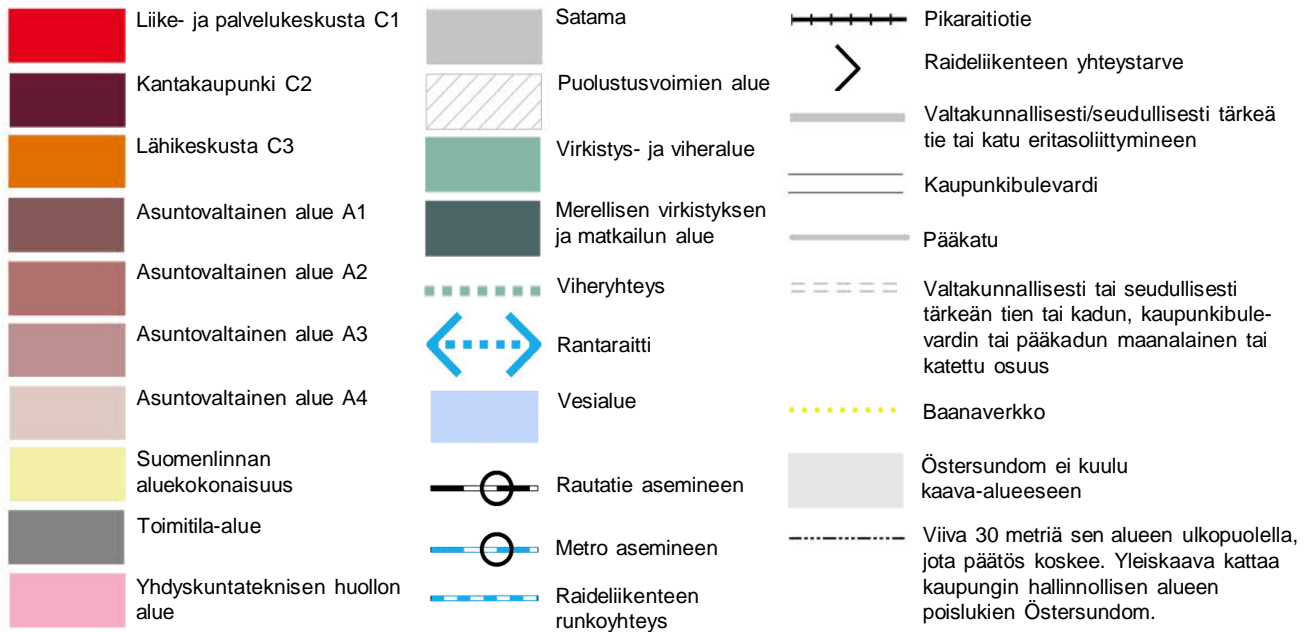 Liike- ja palvelukeskusta C1
Kantakaupunki C2
Lähikeskusta C3
Asuntovaltainen alue A1
Asuntovaltainen alue A2
Asuntovaltainen alue A3
Asuntovaltainen alue A4
Suomenlinnan
aluekokonaisuus
Toimitila-alue
Yhdyskuntateknisen huollon
alue
Satama
Puolustusvoimien alue
Virkistys- ja viheralue
Merellisen virkistyksen
ja matkailun alue
Viheryhteys
Rantaraitti
Vesialue
Rautatie asemineen
Metro asemineen
Raideliikenteen
runkoyhteys
Pikaraitiotie
Raideliikenteen yhteystarve
Valtakunnallisesti/seudullisesti tärkeä
tie tai katu eritasoliittymineen
Kaupunkibulevardi
Pääkatu
Valtakunnallisesti tai seudullisesti
tärkeän tien tai kadun, kaupunkibule-
vardin tai pääkadun maanalainen tai
katettu osuus
Baanaverkko
Östersundom ei kuulu
kaava-alueeseen
Viiva 30 metriä sen alueen ulkopuolella,
jota päätös koskee. Yleiskaava kattaa
kaupungin hallinnollisen alueen
poislukien Östersundom.